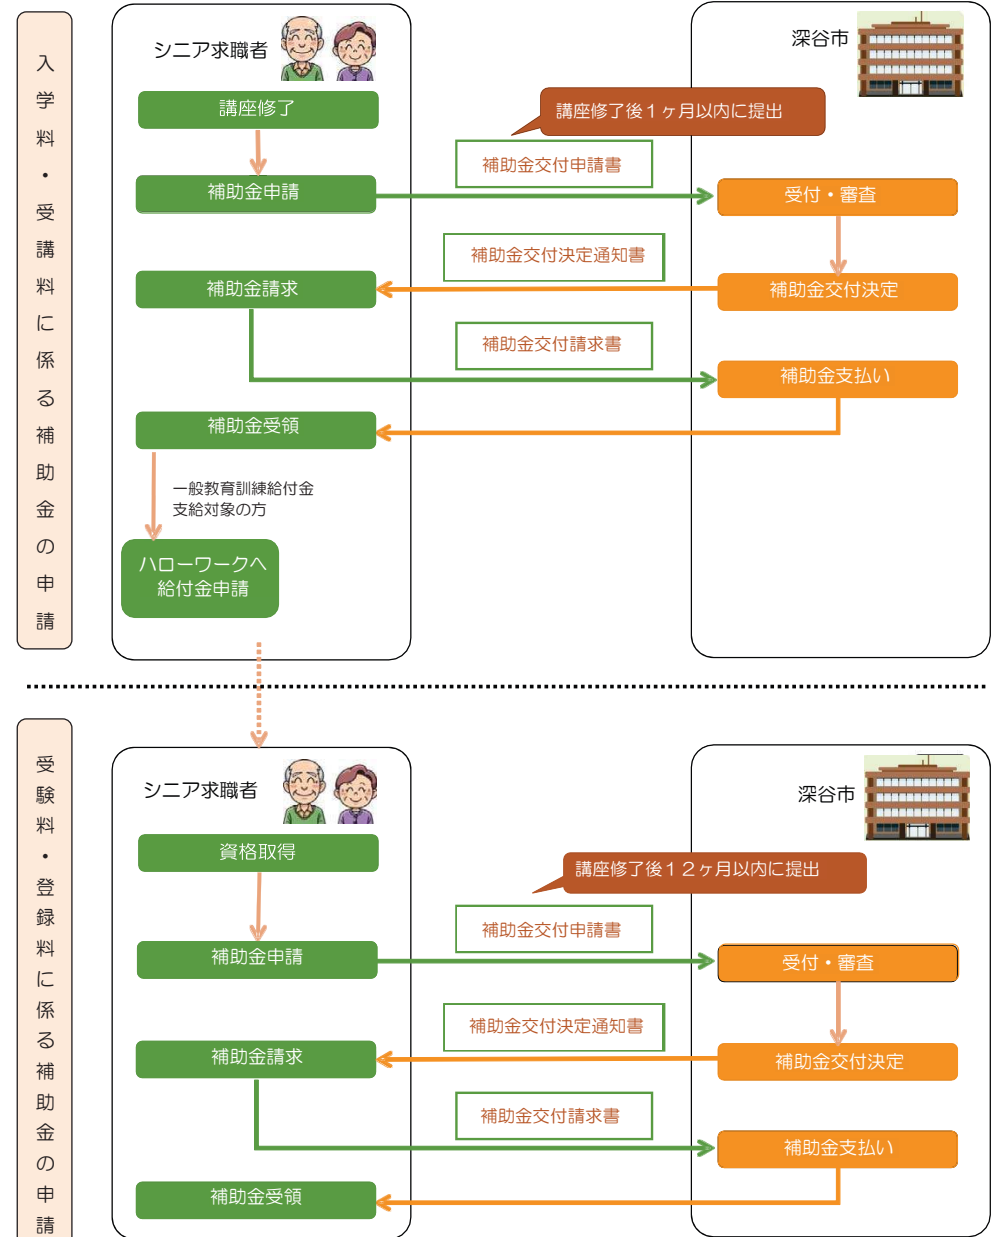 入学料・受講料に係る補助金の申請
シニア求職者
深谷市
講座修了
講座修了後１ヶ月以内に提出
補助金交付申請書
補助金申請
受付・審査
補助金交付決定通知書
補助金請求
補助金交付決定
補助金交付請求書
補助金支払い
補助金受領
一般教育訓練給付金
支給対象の方
ハローワークへ
給付金申請
受験料・登録料に係る補助金の申請
シニア求職者
深谷市
資格取得
講座修了後１２ヶ月以内に提出
補助金交付申請書
補助金申請
受付・審査
補助金交付決定通知書
補助金請求
補助金交付決定
補助金交付請求書
補助金支払い
補助金受領